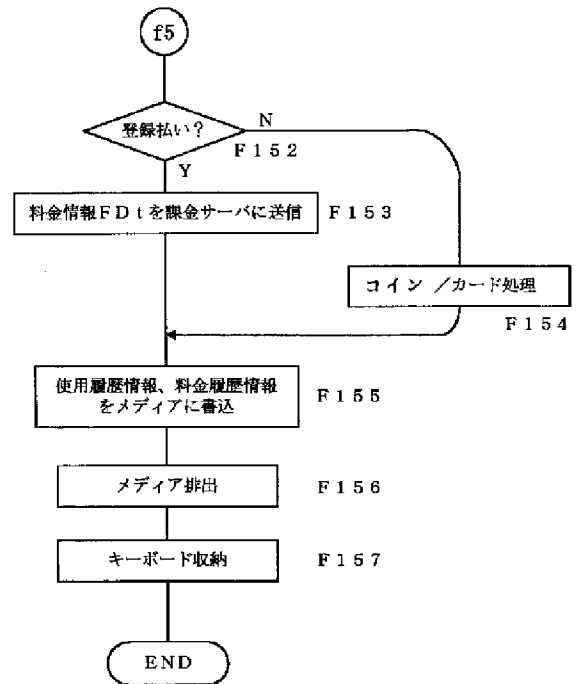 f5
登録払い?
N
F152
Y
料金情報FDtを課金サーバに送信
F153
コイン /カード処理
F154
使用履歴情報、料金履歴情報
をメディアに書込
F155
メディア排出
F156
キーボード収納
F157
END